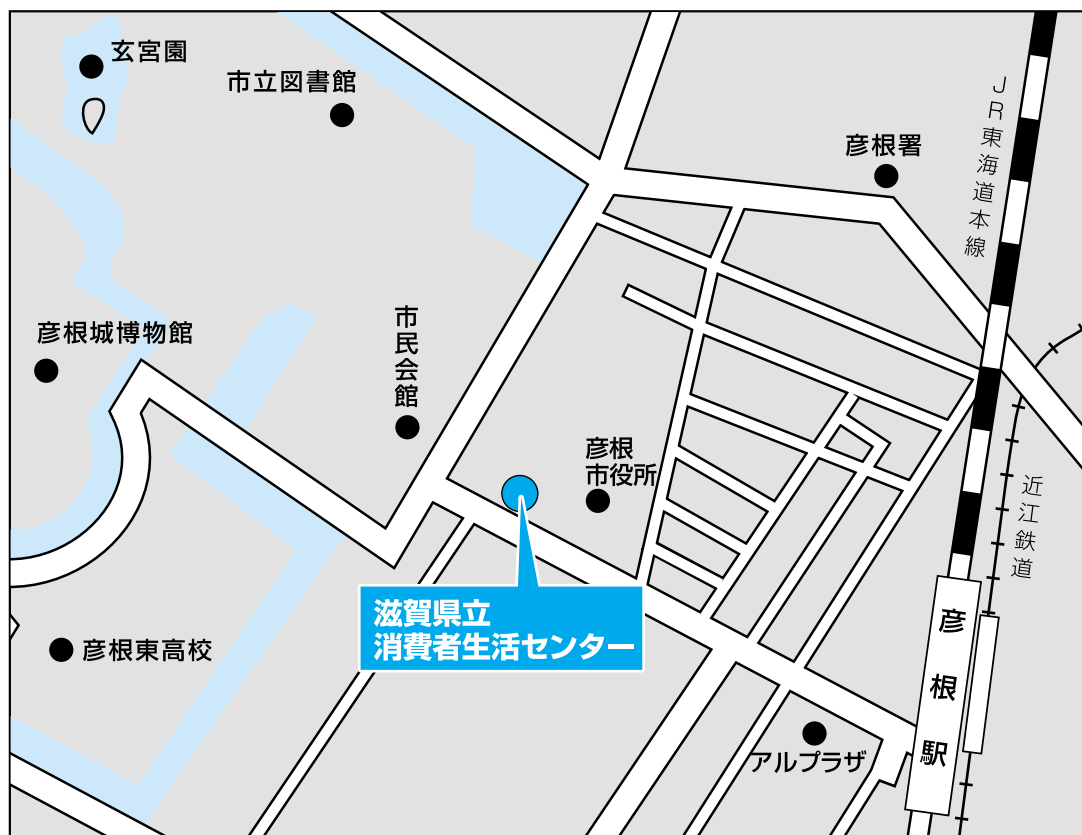 玄宮園
市立図書館
彦根署
JR東海道本線
彦根城博物館
市民会館
彦根
市役所
近江鉄道
滋賀県立
消費者生活センター
彦根東高校
彦根駅
アルプラザ